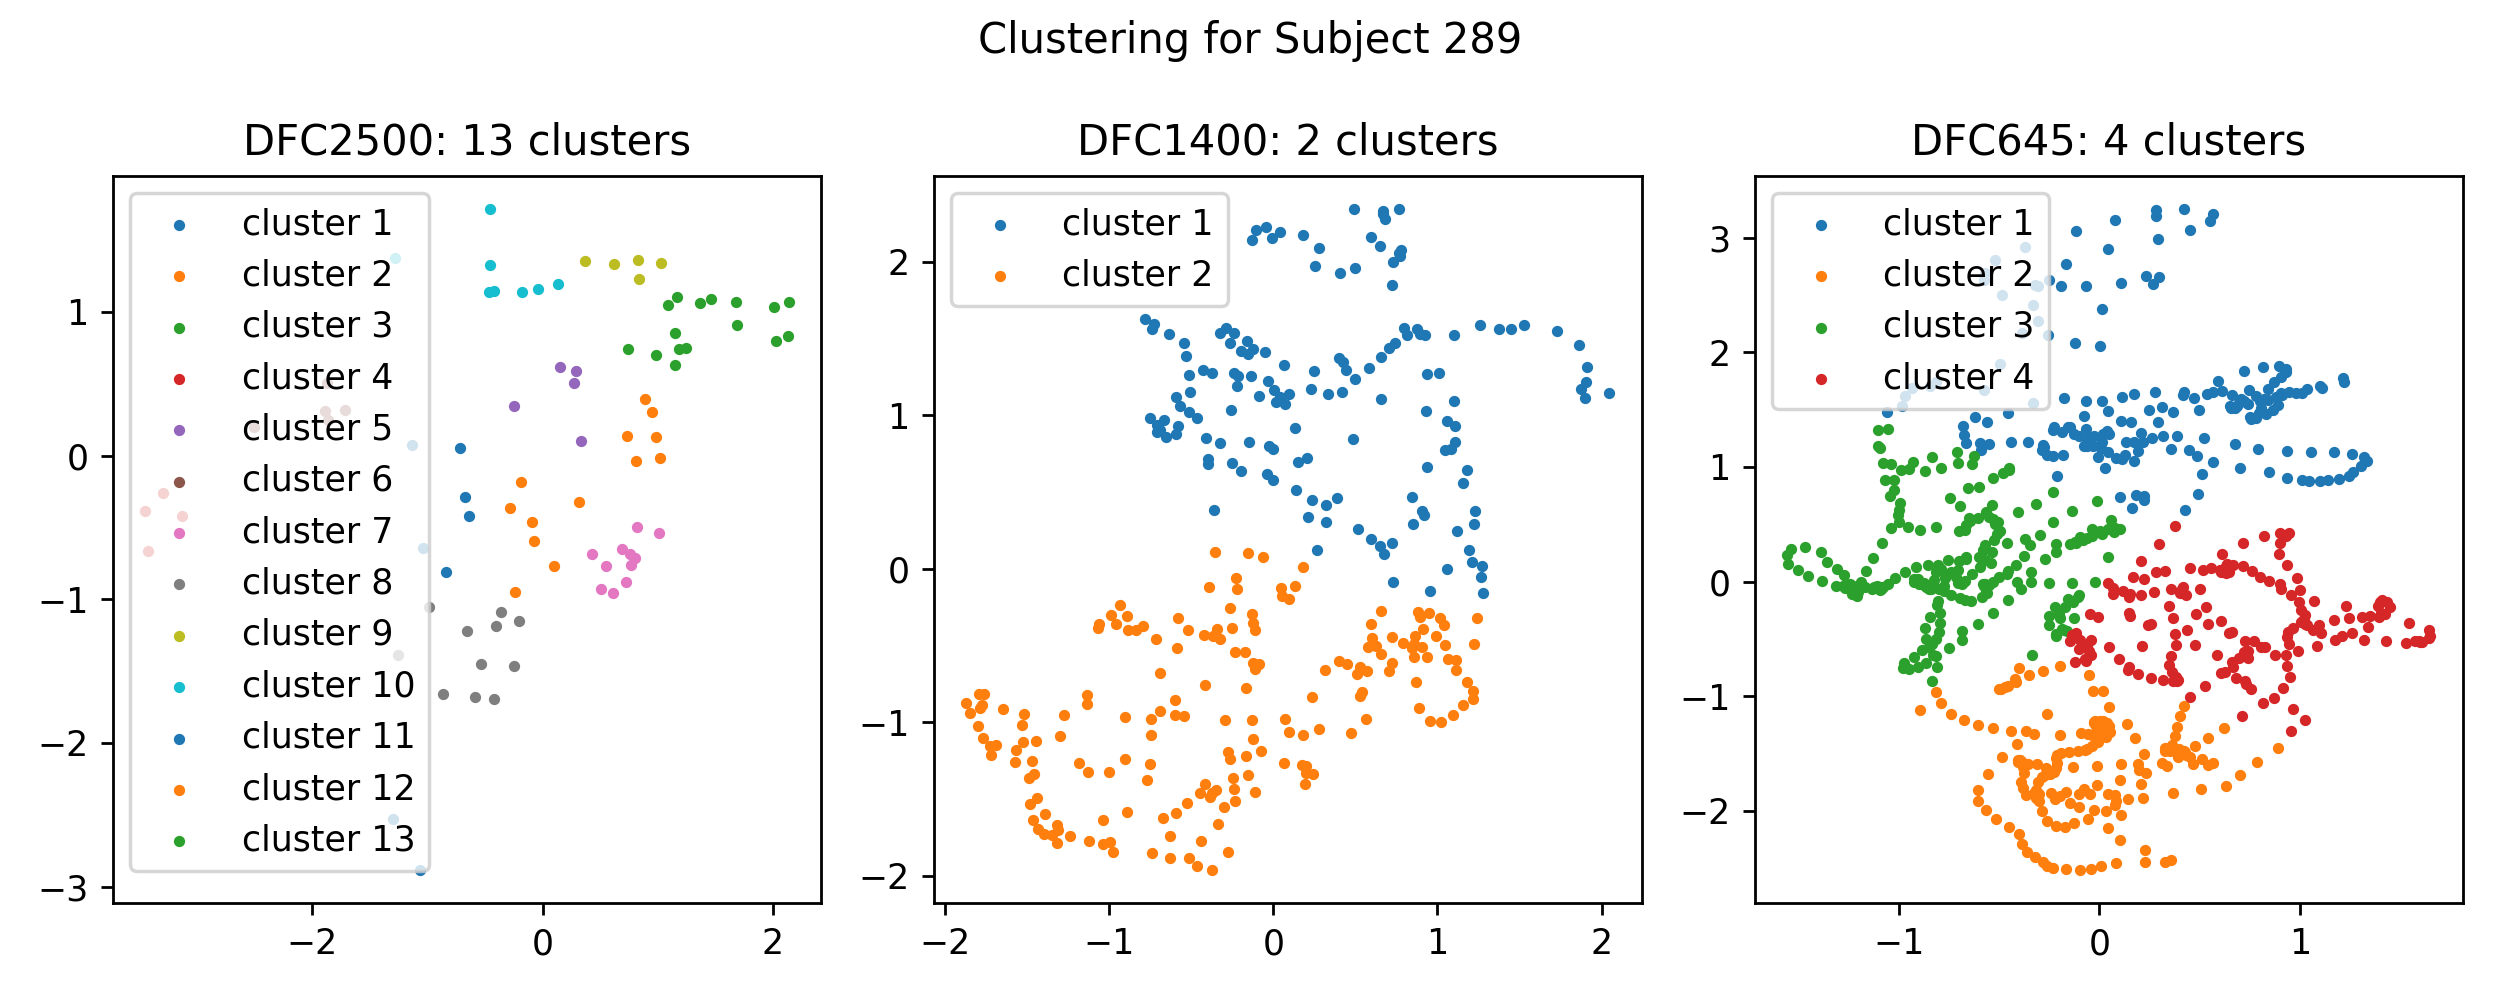 Clustering for Subject 289
DFC2500: 13 clusters
cluster 1
cluster 2
cluster 3
cluster 4
cluster 5
cluster 6
cluster 7
cluster 8
cluster 9
cluster 10
cluster 11
cluster 12
cluster 13
1
0
−1
−2
−3
−2
0
2
DFC1400: 2 clusters
cluster 1
cluster 2
2
1
0
−1
−2
−2
−1
0
1
2
DFC645: 4 clusters
cluster 1
cluster 2
cluster 3
cluster 4
3
2
1
0
−1
−2
−1
0
1